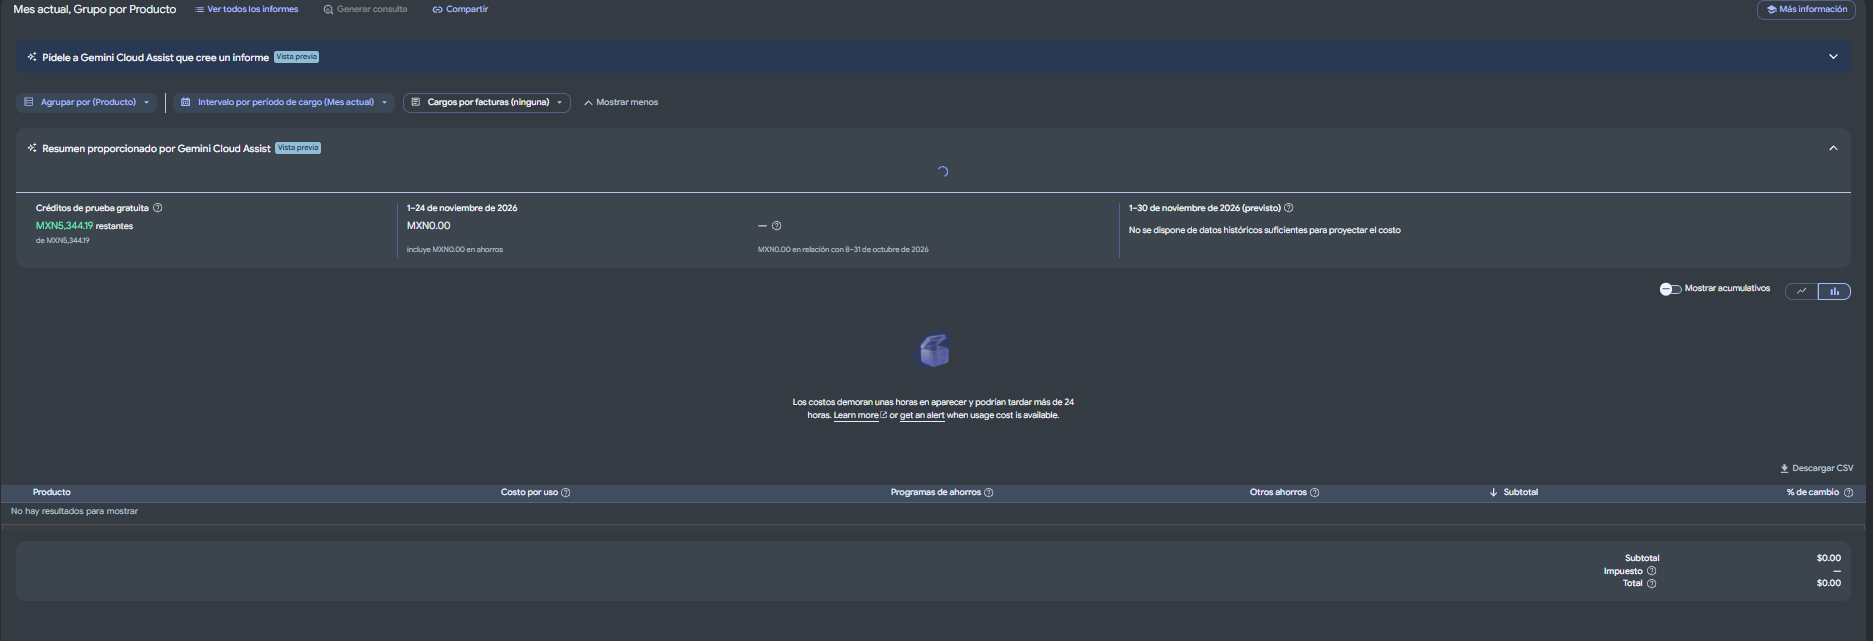 Mes actual, Grupo por Producto
Ver todos los informes
Generar consulta
Compartir
Más información
Pídele a Gemini Cloud Assist que cree un informe
Vista previa
Agrupar por (Producto)
Intervalo por período de cargo (Mes actual)
Cargos por facturas (ninguna)
Mostrar menos
Resumen proporcionado por Gemini Cloud Assist
Vista previa
Créditos de prueba gratuita
MXN5,344.19 restantes
de MXN5,344.19
1–24 de noviembre de 2026
MXN0.00
incluye MXN0.00 en ahorros
—
MXN0.00 en relación con 8–31 de octubre de 2026
1–30 de noviembre de 2026 (previsto)
No se dispone de datos históricos suficientes para proyectar el costo
Mostrar acumulativos
Los costos demoran unas horas en aparecer y podrían tardar más de 24
horas. Learn more or get an alert when usage cost is available.
Descargar CSV
Producto
Costo por uso
Programas de ahorros
Otros ahorros
Subtotal
% de cambio
No hay resultados para mostrar
Subtotal $0.00
Impuesto —
Total $0.00